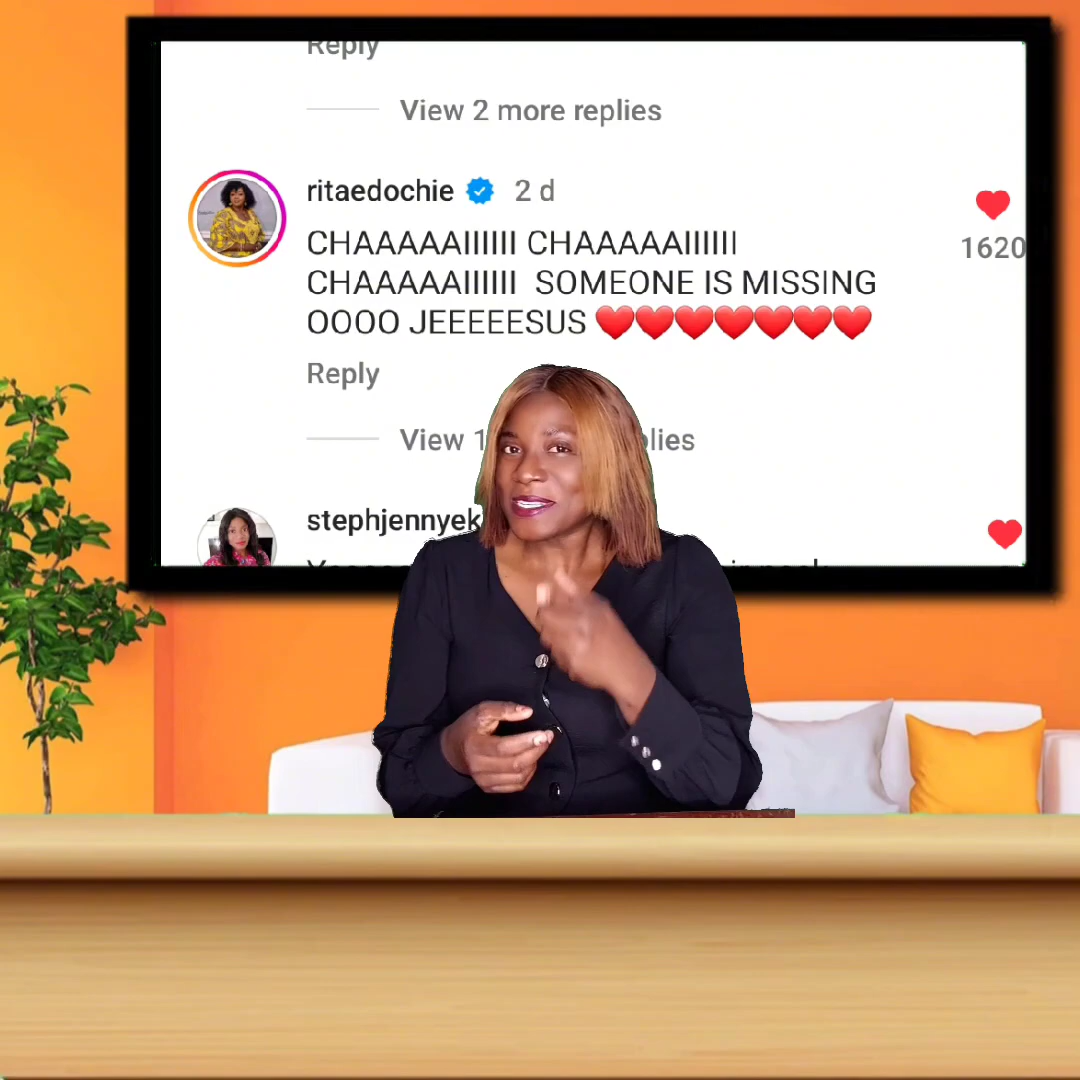 Reply
View 2 more replies
ritaedochie 2 d
CHAAAAAIIIIII CHAAAAAIIIIII
1620
CHAAAAAIIIIII SOMEONE IS MISSING
OOOO JEEEEESUS ❤️❤️❤️❤️❤️❤️❤️
Reply
View 1
stephjennyek